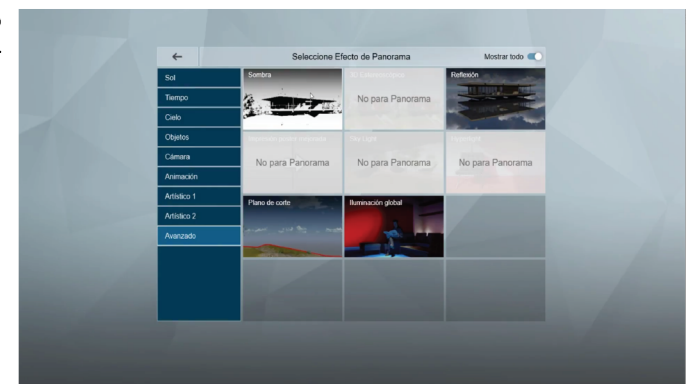 Seleccione Efecto de Panorama
Mostrar todo
Sol
Tiempo
Cielo
Objetos
Cámara
Animación
Artístico 1
Artístico 2
Avanzado
Sombra
No para Panorama
Reflexión
No para Panorama
No para Panorama
No para Panorama
Plano de corte
Iluminación global